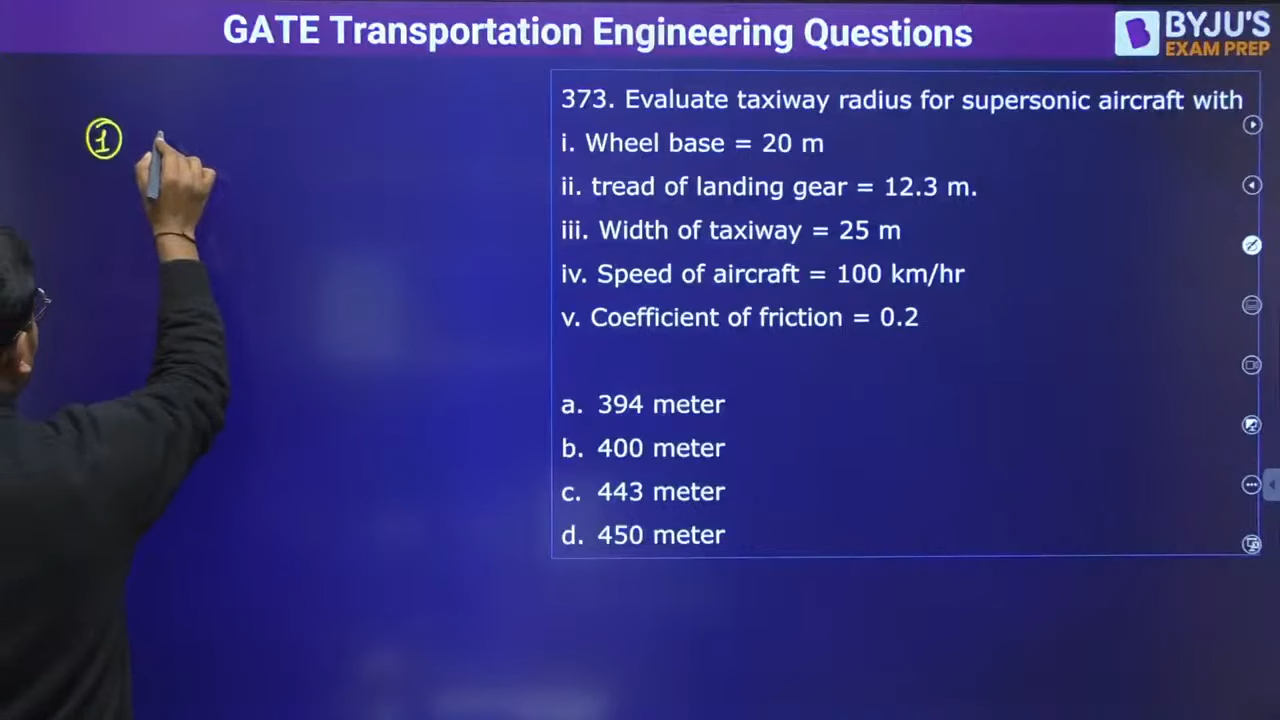 GATE Transportation Engineering Questions
BYJU'S
EXAM PREP
1
373. Evaluate taxiway radius for supersonic aircraft with
i. Wheel base = 20 m
ii. tread of landing gear = 12.3 m.
iii. Width of taxiway = 25 m
iv. Speed of aircraft = 100 km/hr
v. Coefficient of friction = 0.2
a. 394 meter
b. 400 meter
c. 443 meter
d. 450 meter